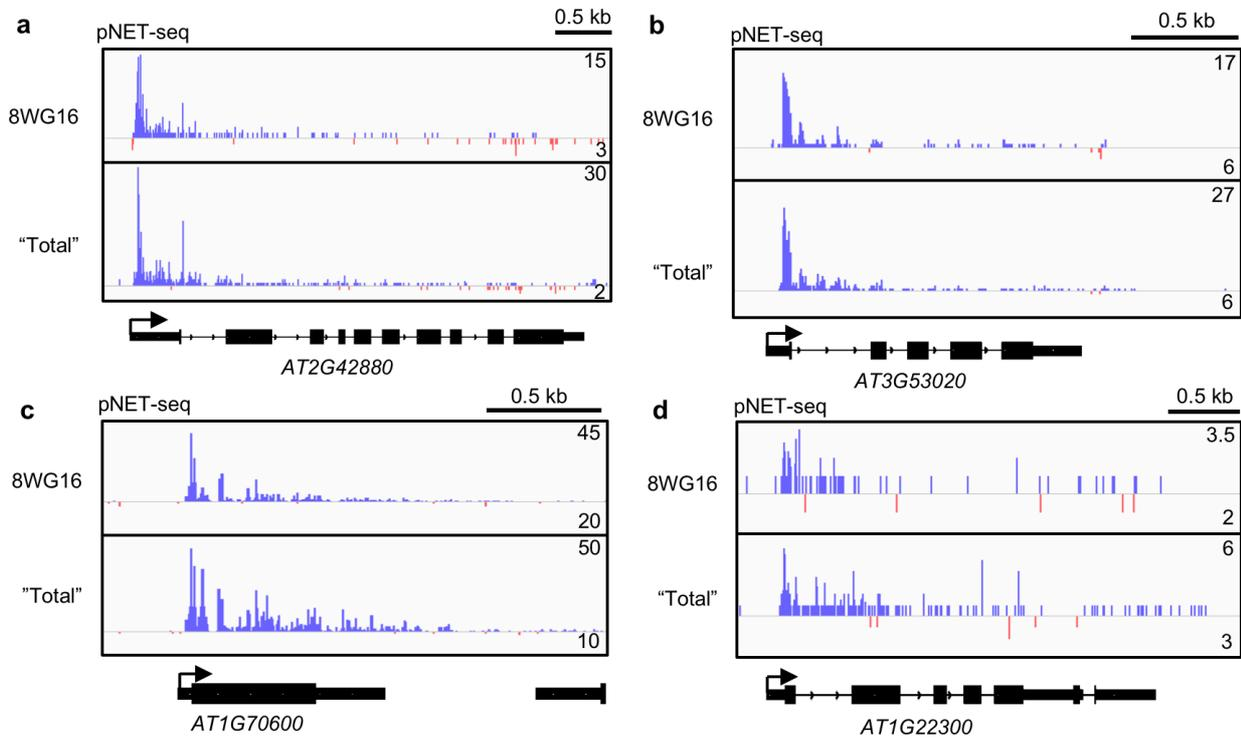 a
0.5 kb
pNET-seq
8WG16
15
3
“Total”
30
2
AT2G42880
b
0.5 kb
pNET-seq
8WG16
17
6
“Total”
27
6
AT3G53020
c
0.5 kb
pNET-seq
8WG16
45
20
”Total”
50
10
AT1G70600
d
0.5 kb
pNET-seq
8WG16
3.5
2
“Total”
6
3
AT1G22300